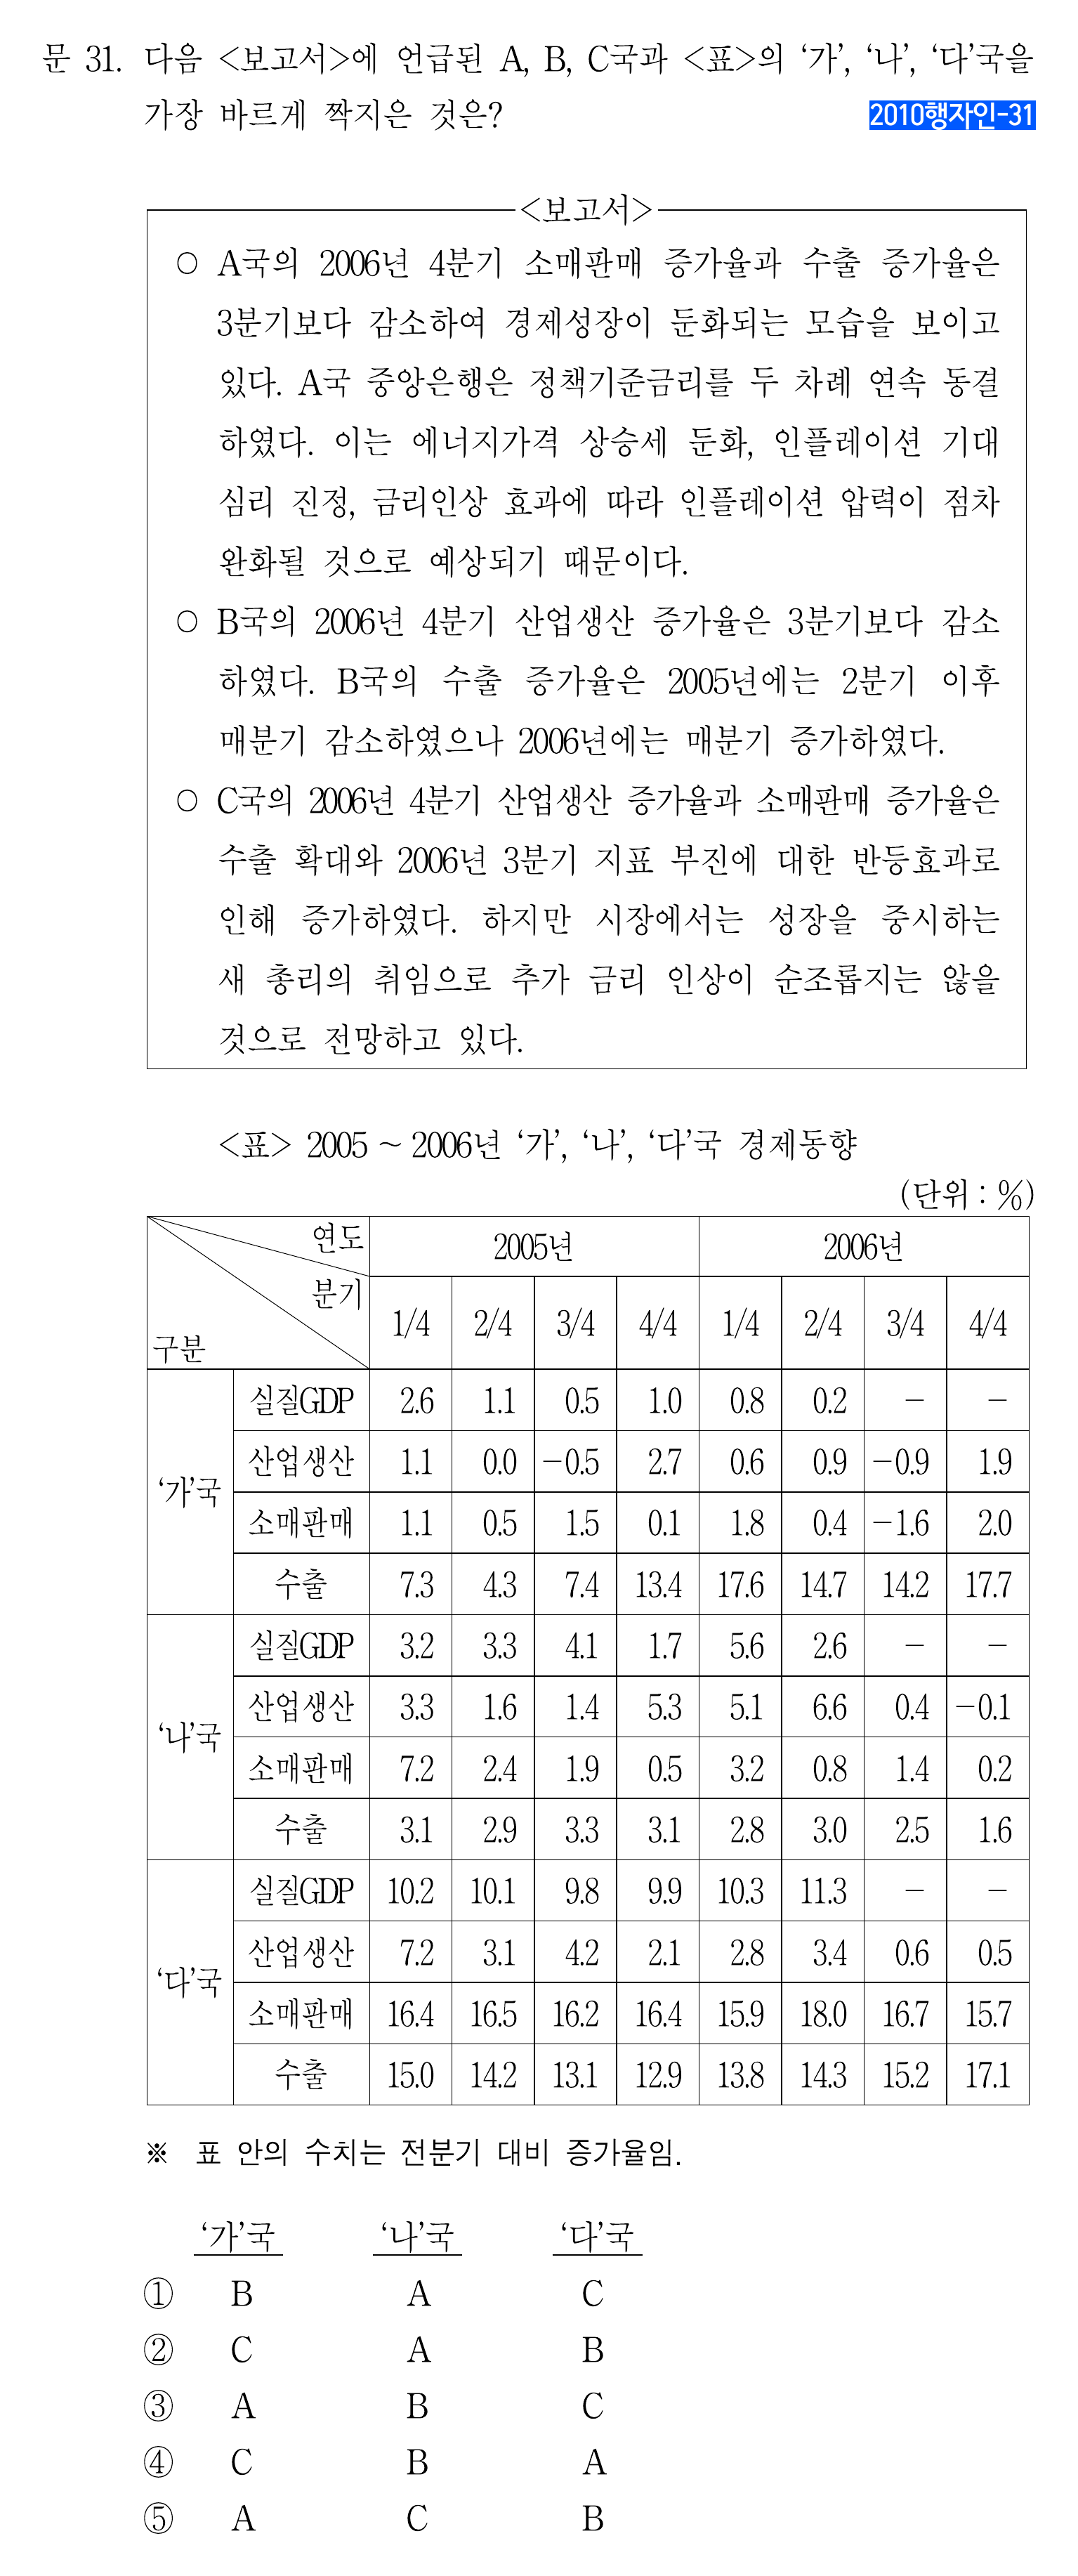 문 31. 다음 <보고서>에 언급된 A, B, C국과 <표>의 ‘가’, ‘나’, ‘다’국을
가장 바르게 짝지은 것은?
2010행자인-31
<보고서>
○ A국의 2006년 4분기 소매판매 증가율과 수출 증가율은
3분기보다 감소하여 경제성장이 둔화되는 모습을 보이고
있다. A국 중앙은행은 정책기준금리를 두 차례 연속 동결
하였다. 이는 에너지가격 상승세 둔화, 인플레이션 기대
심리 진정, 금리인상 효과에 따라 인플레이션 압력이 점차
완화될 것으로 예상되기 때문이다.
○ B국의 2006년 4분기 산업생산 증가율은 3분기보다 감소
하였다. B국의 수출 증가율은 2005년에는 2분기 이후
매분기 감소하였으나 2006년에는 매분기 증가하였다.
○ C국의 2006년 4분기 산업생산 증가율과 소매판매 증가율은
수출 확대와 2006년 3분기 지표 부진에 대한 반등효과로
인해 증가하였다. 하지만 시장에서는 성장을 중시하는
새 총리의 취임으로 추가 금리 인상이 순조롭지는 않을
것으로 전망하고 있다.
<표> 2005 ~ 2006년 ‘가’, ‘나’, ‘다’국 경제동향
(단위 : %)
연도 2005년 2006년
분기
구분 1/4 2/4 3/4 4/4 1/4 2/4 3/4 4/4
‘가’국 실질GDP 2.6 1.1 0.5 1.0 0.8 0.2 − −
산업생산 1.1 0.0 −0.5 2.7 0.6 0.9 −0.9 1.9
소매판매 1.1 0.5 1.5 0.1 1.8 0.4 −1.6 2.0
수출 7.3 4.3 7.4 13.4 17.6 14.7 14.2 17.7
‘나’국 실질GDP 3.2 3.3 4.1 1.7 5.6 2.6 − −
산업생산 3.3 1.6 1.4 5.3 5.1 6.6 0.4 −0.1
소매판매 7.2 2.4 1.9 0.5 3.2 0.8 1.4 0.2
수출 3.1 2.9 3.3 3.1 2.8 3.0 2.5 1.6
‘다’국 실질GDP 10.2 10.1 9.8 9.9 10.3 11.3 − −
산업생산 7.2 3.1 4.2 2.1 2.8 3.4 0.6 0.5
소매판매 16.4 16.5 16.2 16.4 15.9 18.0 16.7 15.7
수출 15.0 14.2 13.1 12.9 13.8 14.3 15.2 17.1
※ 표 안의 수치는 전분기 대비 증가율임.
‘가’국 ‘나’국 ‘다’국
① B A C
② C A B
③ A B C
④ C B A
⑤ A C B